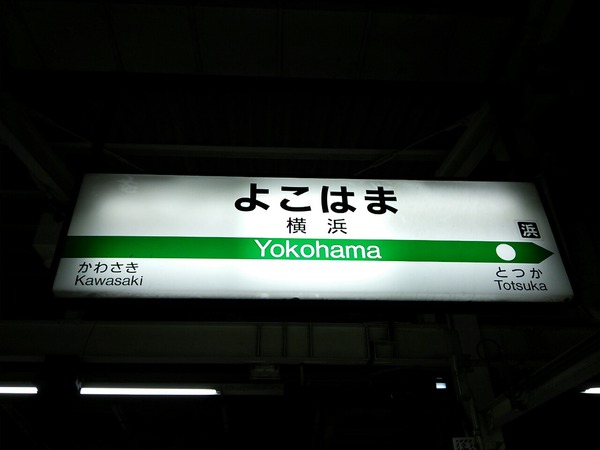 よこはま
横浜
Yokohama
浜
かわさき
Kawasaki
とつか
Totsuka